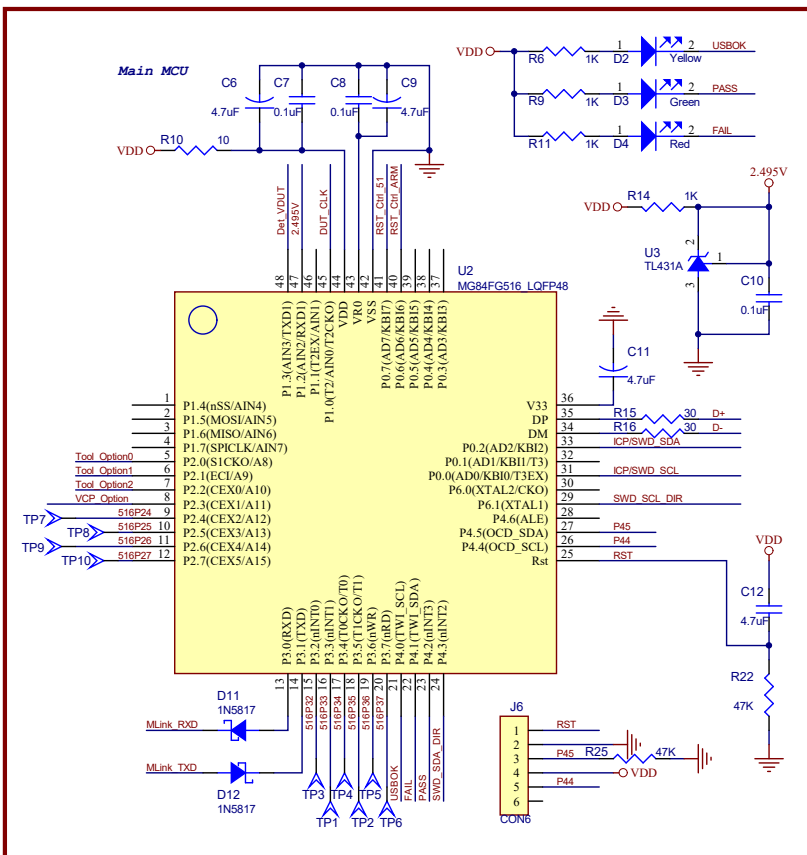 Main MCU
C6
4.7uF
C7
0.1uF
C8
0.1uF
C9
4.7uF
VDD
R10
10
VDD
R6
1K
1
D2
2
Yellow
USBOK
R9
1K
1
D3
2
Green
PASS
R11
1K
1
D4
2
Red
FAIL
2.495V
VDD
R14
1K
U3
TL431A
2
1
3
C10
0.1uF
Det_VDUT
2.495V
DUT_CLK
RST_Ctrl_51
RST_Ctrl_ARM
48
47
46
45
44
43
42
41
40
39
38
37
U2
MG84FG516_LQFP48
P1.3(AIN3/TXD1)
P1.2(AIN2/RXD1)
P1.1(T2EX/AIN1)
P1.0(T2/AIN0/T2CKO)
VDD
VR0
VSS
P0.7(AD7/KBI7)
P0.6(AD6/KBI6)
P0.5(AD5/KBI5)
P0.4(AD4/KBI4)
P0.3(AD3/KBI3)
C11
4.7uF
1 P1.4(nSS/AIN4)
2 P1.5(MOSI/AIN5)
3 P1.6(MISO/AIN6)
4 P1.7(SPICLK/AIN7)
Tool_Option0 5 P2.0(S1CKO/A8)
Tool_Option1 6 P2.1(ECI/A9)
Tool_Option2 7 P2.2(CEX0/A10)
VCP_Option 8 P2.3(CEX1/A11)
TP7 516P24 9 P2.4(CEX2/A12)
TP8 516P25 10 P2.5(CEX3/A13)
TP9 516P26 11 P2.6(CEX4/A14)
TP10 516P27 12 P2.7(CEX5/A15)
V33 36
DP 35 R15 30 D+
DM 34 R16 30 D-
P0.2(AD2/KBI2) 33 ICP/SWD_SDA
P0.1(AD1/KBI1/T3) 32
P0.0(AD0/KBI0/T3EX) 31 ICP/SWD_SCL
P6.0(XTAL2/CKO) 30
P6.1(XTAL1) 29 SWD_SCL_DIR
P4.6(ALE) 28
P4.5(OCD_SDA) 27 P45
P4.4(OCD_SCL) 26 P44
Rst 25 RST
VDD
C12
4.7uF
R22
47K
P3.0(RXD)
P3.1(TXD)
P3.2(nINT0)
P3.3(nINT1)
P3.4(T0CKO/T0)
P3.5(T1CKO/T1)
P3.6(nWR)
P3.7(nRD)
P4.0(TWI_SCL)
P4.1(TWI_SDA)
P4.2(nINT3)
P4.3(nINT2)
13
14
15
16
17
18
19
20
21
22
23
24
516P32
516P33
516P34
516P35
516P36
516P37
USBOK
FAIL
PASS
SWD_SDA_DIR
D11
1N5817
MLink_RXD
MLink_TXD
D12
1N5817
TP3
TP4
TP5
TP1
TP2
TP6
J6
1 RST
2
3 P45 R25 47K
4 VDD
5 P44
6
CON6